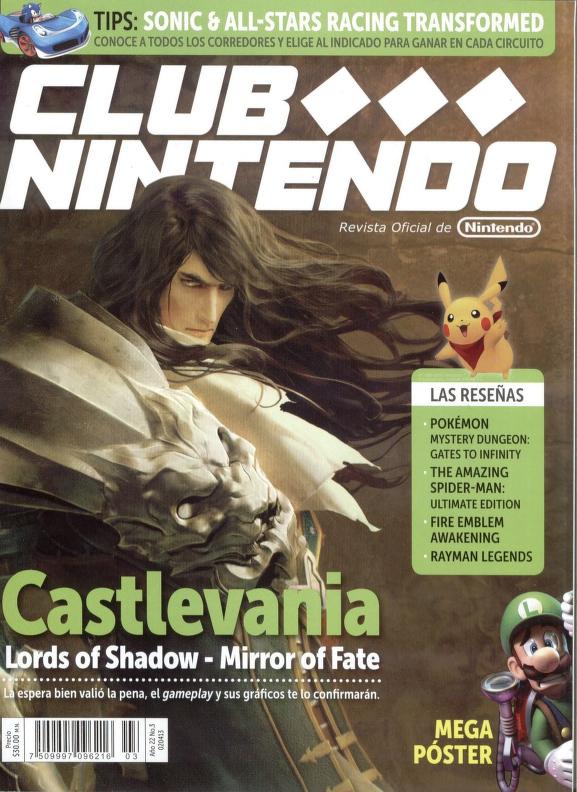 TIPS: SONIC & ALL-STARS RACING TRANSFORMED
CONOCE A TODOS LOS CORREDORES Y ELIGE AL INDICADO PARA GANAR EN CADA CIRCUITO
CLUB
NINTENDO
Revista Oficial de Nintendo
LAS RESEÑAS
· POKÉMON
MYSTERY DUNGEON:
GATES TO INFINITY
· THE AMAZING
SPIDER-MAN:
ULTIMATE EDITION
· FIRE EMBLEM
AWAKENING
· RAYMAN LEGENDS
Castlevania
Lords of Shadow - Mirror of Fate
La espera bien valió la pena, el gameplay y sus gráficos te lo confirmarán.
L
MEGA
PÓSTER
Precio
$30.00 M.N.
7 509997 096216 03
Año 22 No.3
020413